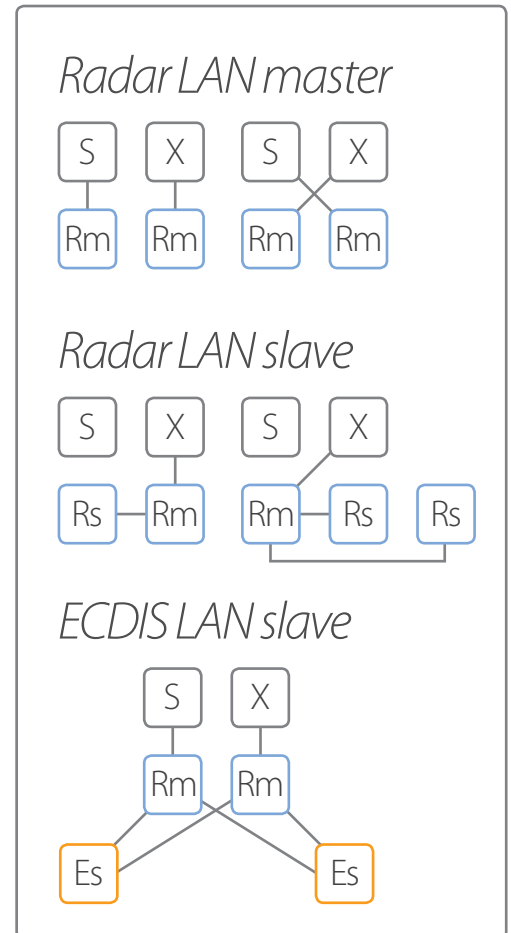 Radar LAN master
S X S X
Rm Rm Rm Rm
Radar LAN slave
S X S X
Rs Rm Rm Rs Rs
ECDIS LAN slave
S X
Rm Rm
Es Es